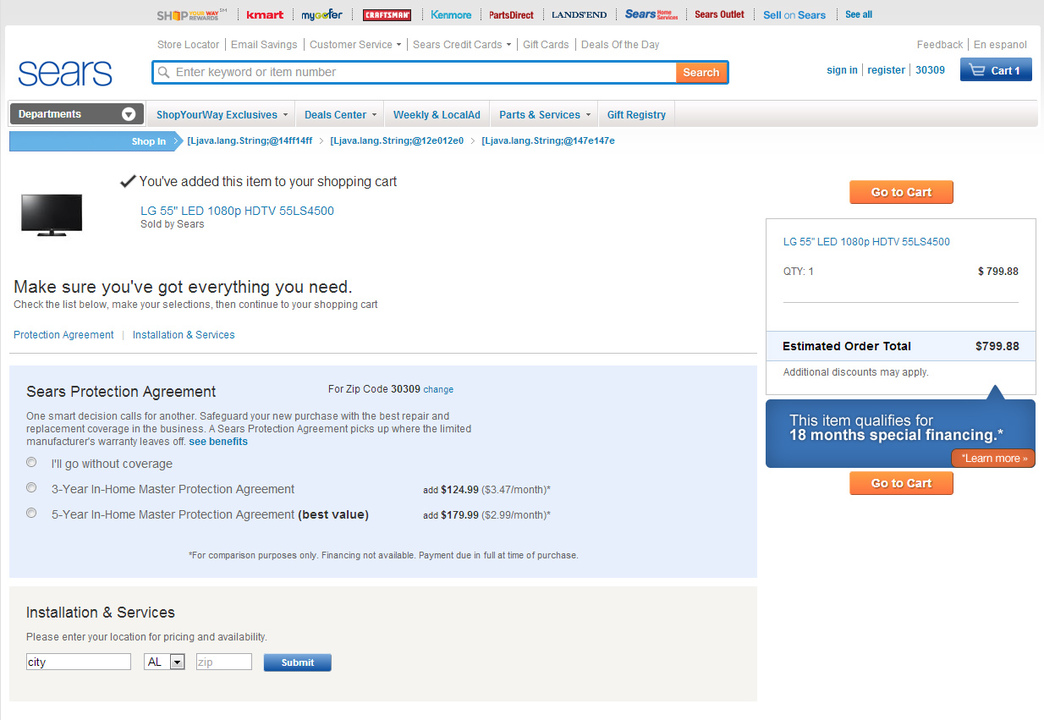 SHOP YOUR WAY REWARDS SM kmart mygofer CRAFTSMAN Kenmore PartsDirect LANDS'END Sears Home Services Sears Outlet Sell on Sears See all
Store Locator Email Savings Customer Service Sears Credit Cards Gift Cards Deals Of the Day Feedback En espanol
sears Enter keyword or item number Search sign in register 30309 Cart 1
Departments ShopYourWay Exclusives Deals Center Weekly & LocalAd Parts & Services Gift Registry
Shop In [Ljava.lang.String;@14ff14ff > [Ljava.lang.String;@12e012e0 > [Ljava.lang.String;@147e147e
You've added this item to your shopping cart
LG 55" LED 1080p HDTV 55LS4500
Sold by Sears
Go to Cart
LG 55" LED 1080p HDTV 55LS4500
QTY: 1 $ 799.88
Estimated Order Total $799.88
Additional discounts may apply.
This item qualifies for
18 months special financing.*
*Learn more »
Go to Cart
Make sure you've got everything you need.
Check the list below, make your selections, then continue to your shopping cart
Protection Agreement | Installation & Services
Sears Protection Agreement For Zip Code 30309 change
One smart decision calls for another. Safeguard your new purchase with the best repair and
replacement coverage in the business. A Sears Protection Agreement picks up where the limited
manufacturer's warranty leaves off. see benefits
I'll go without coverage
3-Year In-Home Master Protection Agreement add $124.99 ($3.47/month)*
5-Year In-Home Master Protection Agreement (best value) add $179.99 ($2.99/month)*
*For comparison purposes only. Financing not available. Payment due in full at time of purchase.
Installation & Services
Please enter your location for pricing and availability.
city AL zip Submit